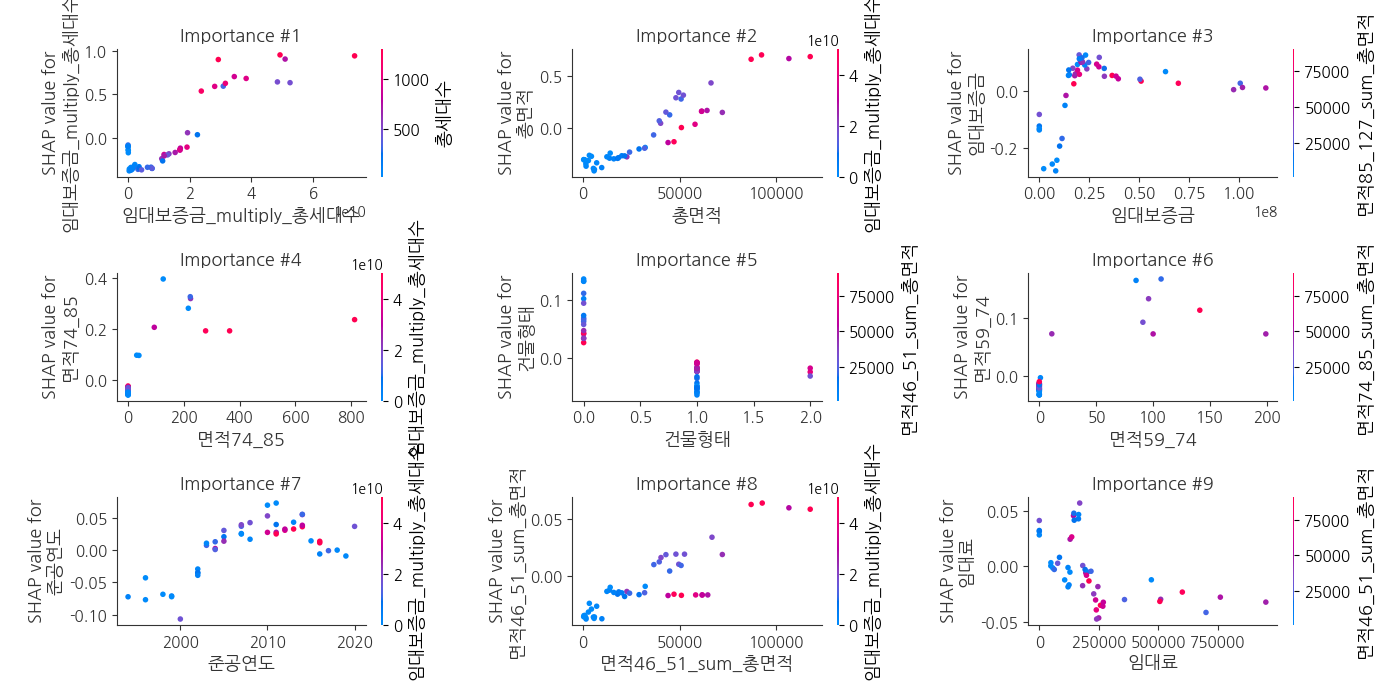 Importance #1
SHAP value for
임대보증금_multiply_총세대수
1.0
0.5
0.0
0
2
4
6
1e10
임대보증금_multiply_총세대수
1000
500
총세대수
Importance #2
SHAP value for
총면적
0.5
0.0
0
50000
100000
총면적
1e10
4
2
0
임대보증금_multiply_총세대수
Importance #3
SHAP value for
임대보증금
0.0
-0.2
0.00
0.25
0.50
0.75
1.00
1e8
임대보증금
75000
50000
25000
면적85_127_sum_총면적
Importance #4
SHAP value for
면적74_85
0.4
0.2
0.0
0
200
400
600
800
면적74_85
1e10
4
2
0
임대보증금_multiply_총세대수
Importance #5
SHAP value for
건물형태
0.1
0.0
0.0
0.5
1.0
1.5
2.0
건물형태
75000
50000
25000
면적46_51_sum_총면적
Importance #6
SHAP value for
면적59_74
0.1
0.0
0
50
100
150
200
면적59_74
75000
50000
25000
면적74_85_sum_총면적
Importance #7
SHAP value for
준공연도
0.05
0.00
-0.05
-0.10
2000
2010
2020
준공연도
1e10
4
2
0
임대보증금_multiply_총세대수
Importance #8
SHAP value for
면적46_51_sum_총면적
0.05
0.00
0
50000
100000
면적46_51_sum_총면적
1e10
4
2
0
임대보증금_multiply_총세대수
Importance #9
SHAP value for
임대료
0.05
0.00
-0.05
0
250000
500000
750000
임대료
75000
50000
25000
면적46_51_sum_총면적